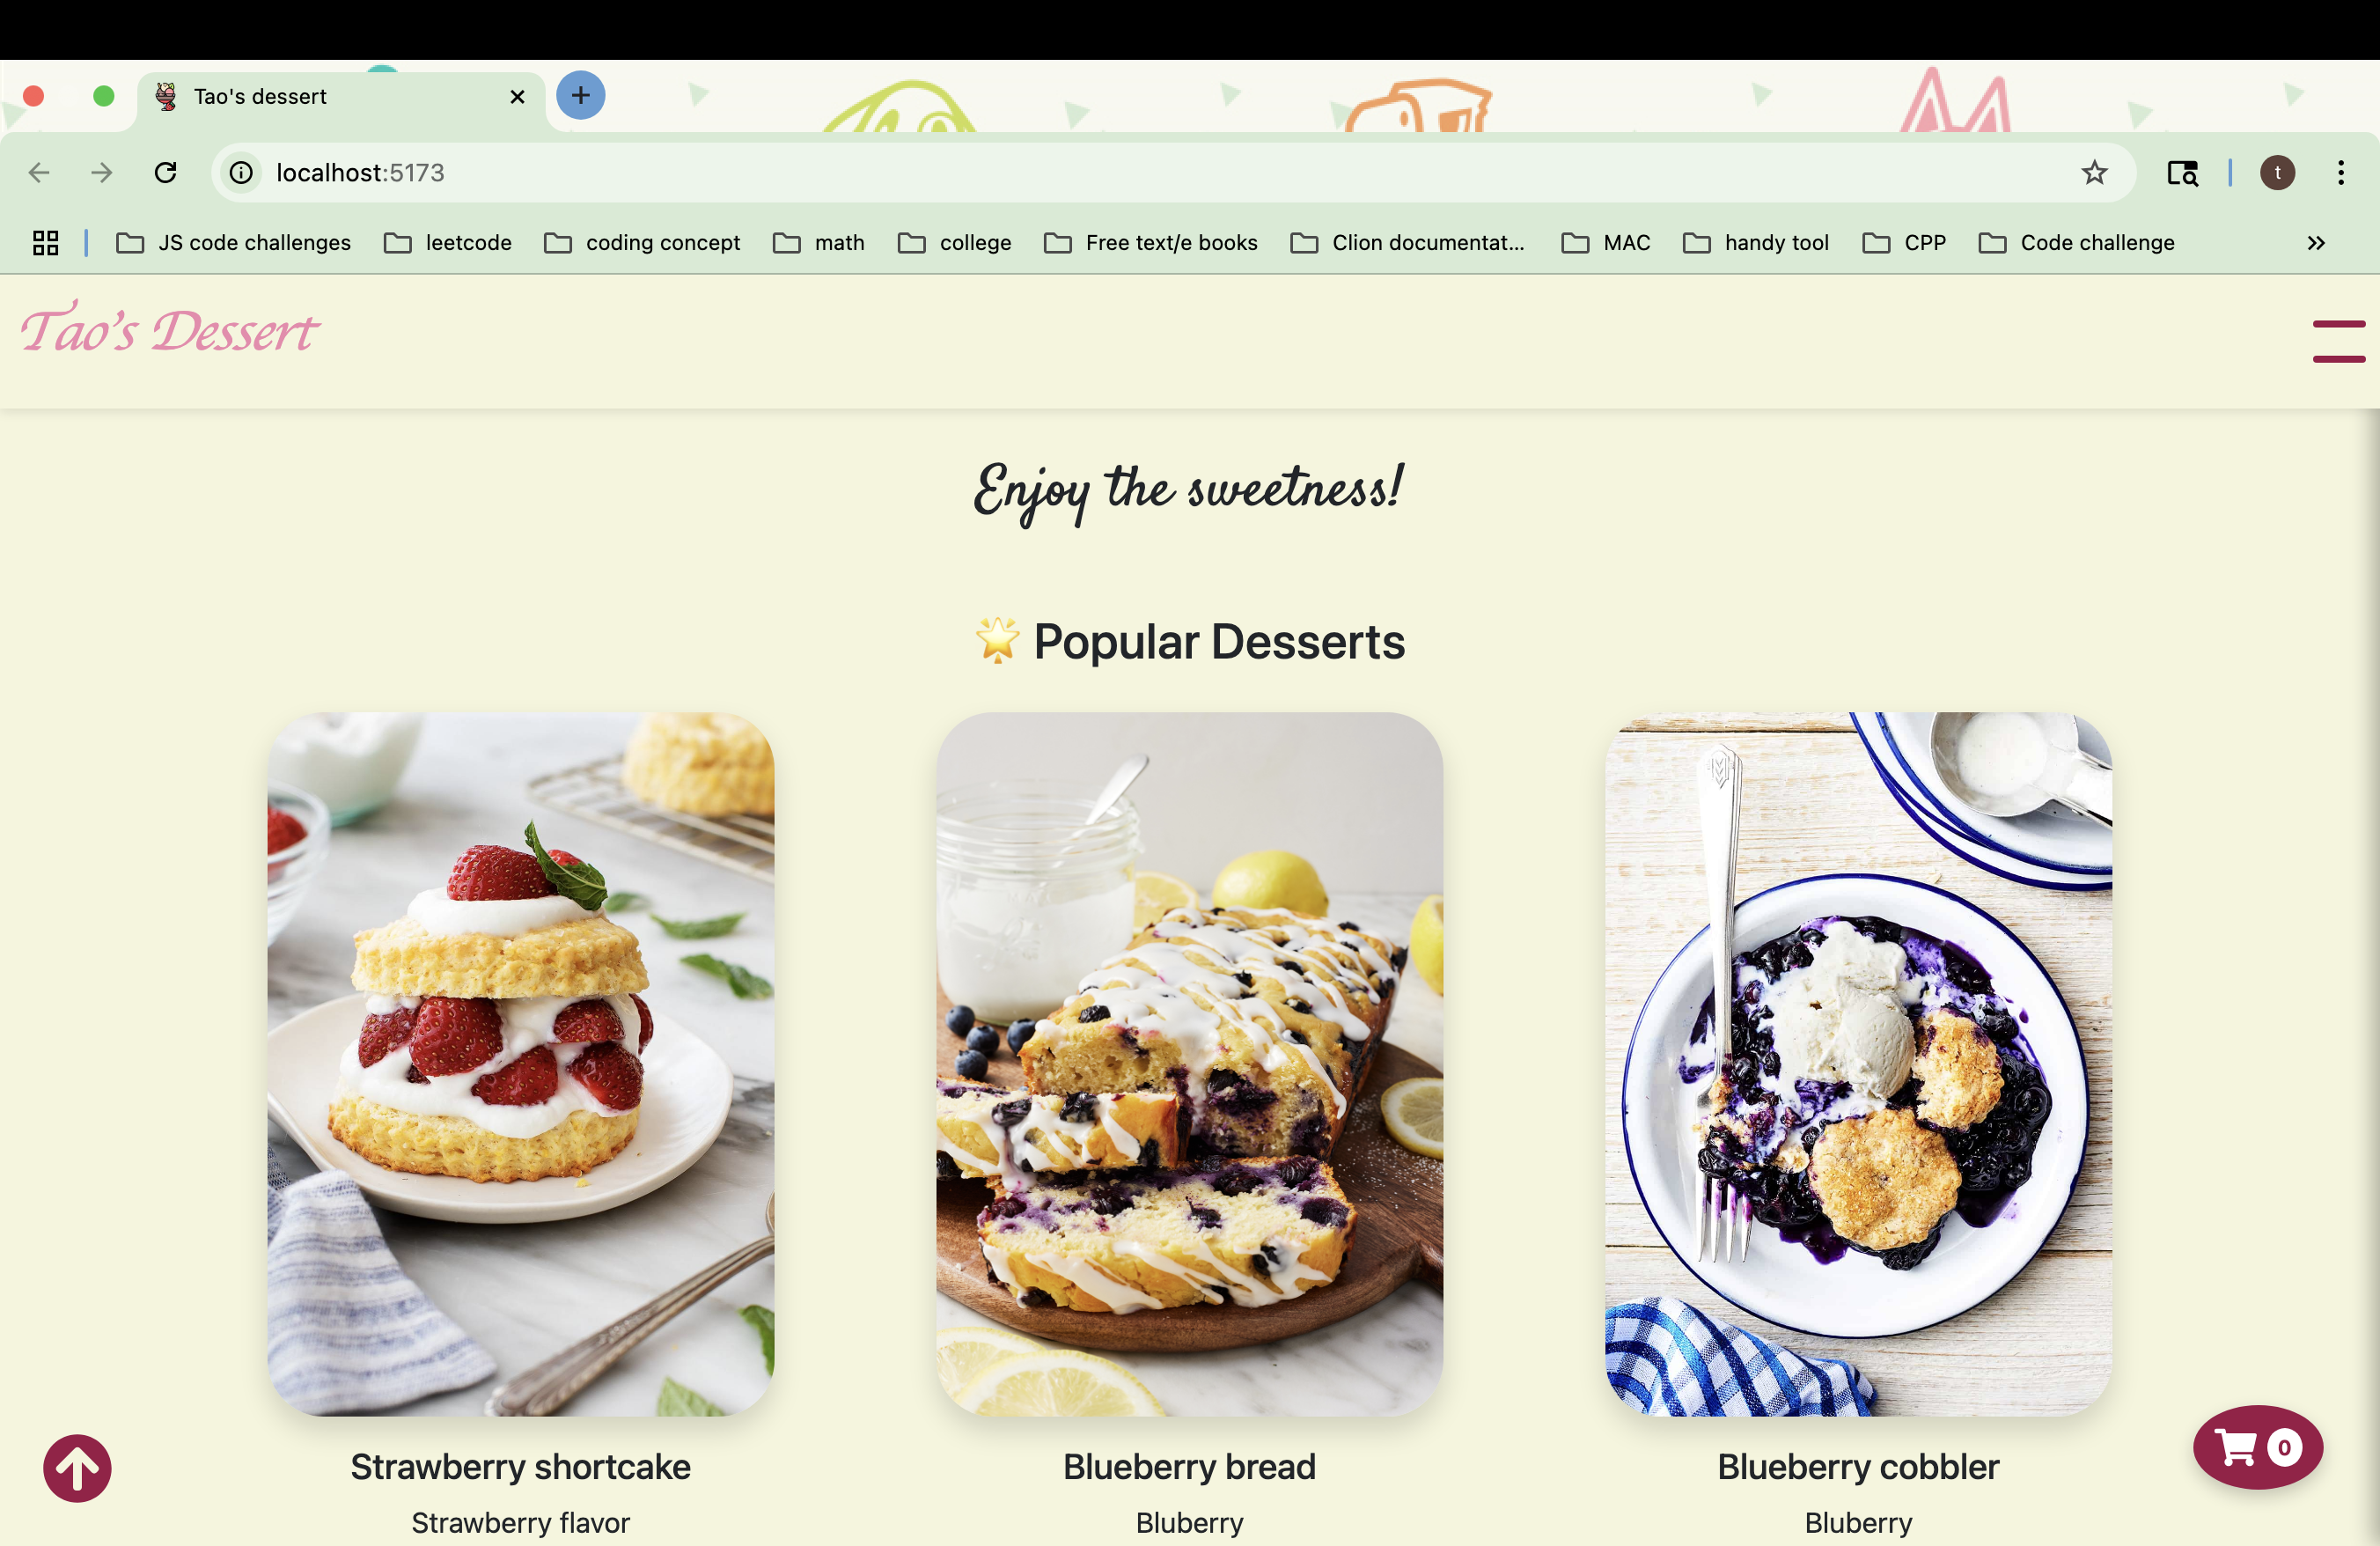 Tao's dessert
localhost:5173
t
JS code challenges leetcode coding concept math college Free text/e books Clion documentat... MAC handy tool CPP Code challenge
Tao's Dessert
Enjoy the sweetness!
🌟 Popular Desserts
Strawberry shortcake Blueberry bread Blueberry cobbler
Strawberry flavor Bluberry Bluberry
0